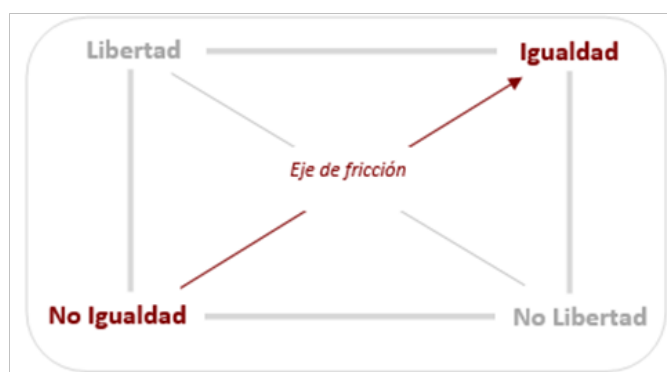 Libertad
Igualdad
Eje de fricción
No Igualdad
No Libertad